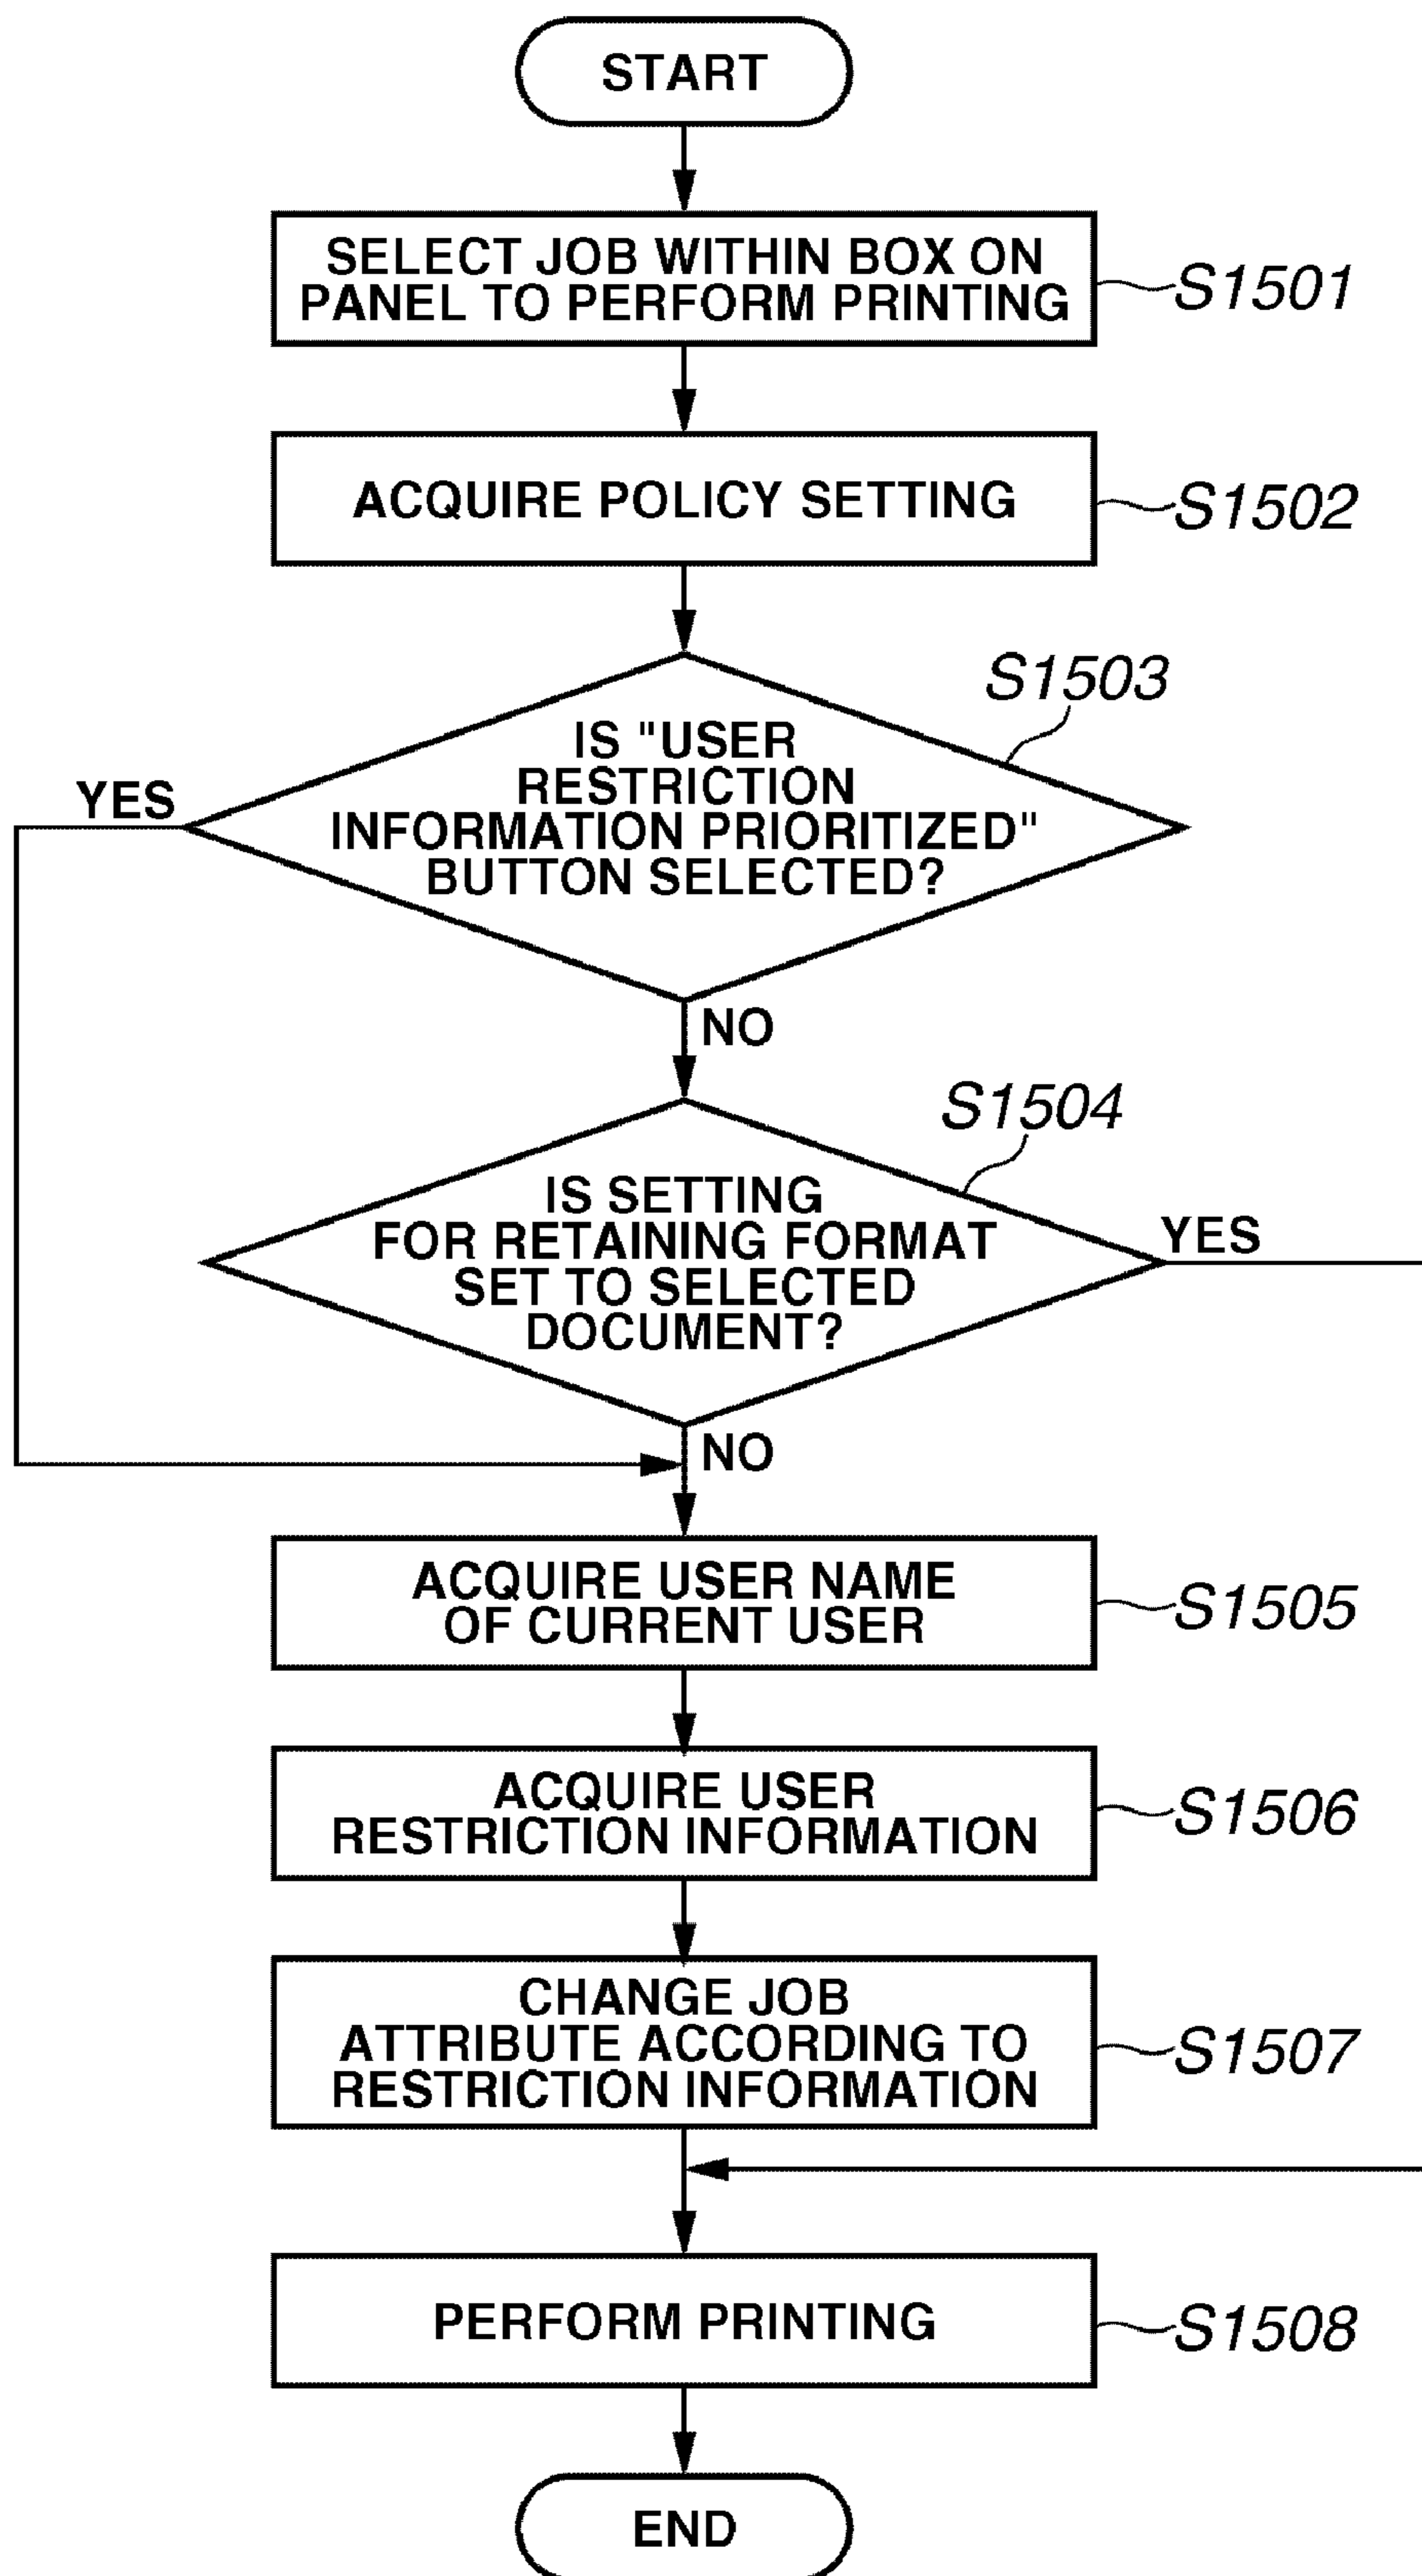 START
SELECT JOB WITHIN BOX ON
PANEL TO PERFORM PRINTING
S1501
ACQUIRE POLICY SETTING
S1502
S1503
IS "USER
RESTRICTION
INFORMATION PRIORITIZED"
BUTTON SELECTED?
YES
NO
S1504
IS SETTING
FOR RETAINING FORMAT
SET TO SELECTED
DOCUMENT?
YES
NO
ACQUIRE USER NAME
OF CURRENT USER
S1505
ACQUIRE USER
RESTRICTION INFORMATION
S1506
CHANGE JOB
ATTRIBUTE ACCORDING TO
RESTRICTION INFORMATION
S1507
PERFORM PRINTING
S1508
END